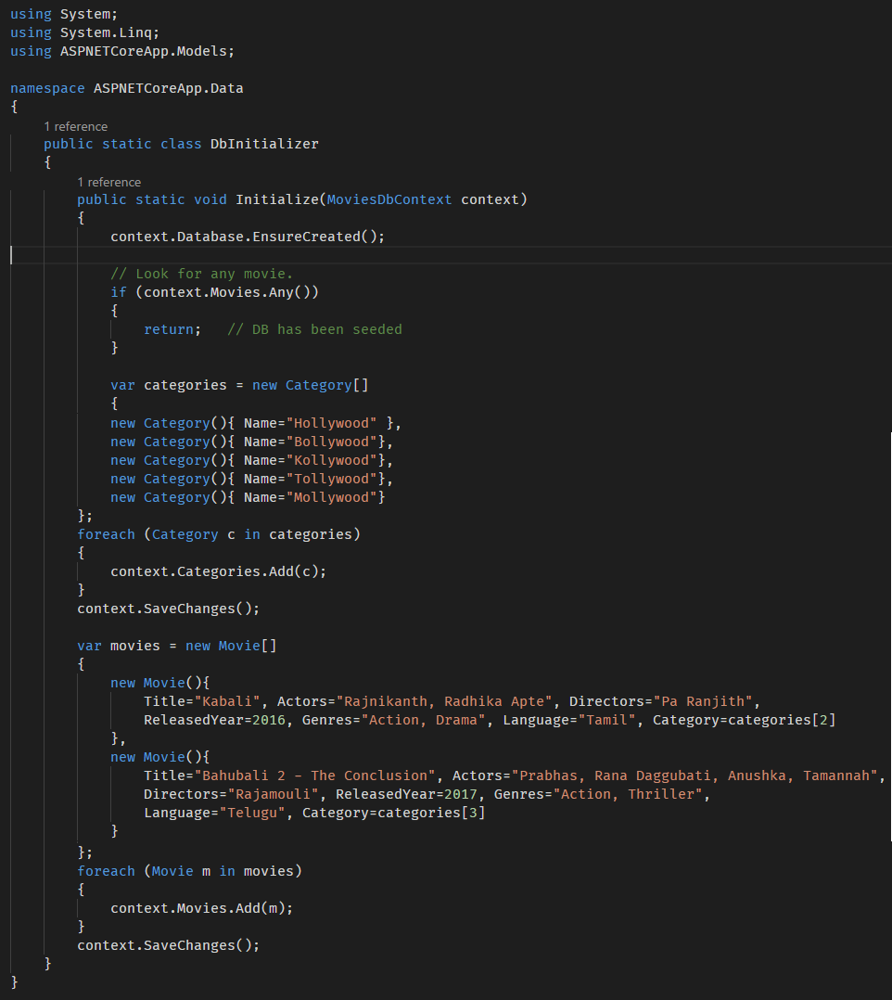 using System;
using System.Linq;
using ASPNETCoreApp.Models;
namespace ASPNETCoreApp.Data
{
1 reference
public static class DbInitializer
{
1 reference
public static void Initialize(MoviesDbContext context)
{
context.Database.EnsureCreated();
// Look for any movie.
if (context.Movies.Any())
{
return;   // DB has been seeded
}
var categories = new Category[]
{
new Category(){ Name="Hollywood" },
new Category(){ Name="Bollywood"},
new Category(){ Name="Kollywood"},
new Category(){ Name="Tollywood"},
new Category(){ Name="Mollywood"}
};
foreach (Category c in categories)
{
context.Categories.Add(c);
}
context.SaveChanges();
var movies = new Movie[]
{
new Movie(){
Title="Kabali", Actors="Rajnikanth, Radhika Apte", Directors="Pa Ranjith",
ReleasedYear=2016, Genres="Action, Drama", Language="Tamil", Category=categories[2]
},
new Movie(){
Title="Bahubali 2 - The Conclusion", Actors="Prabhas, Rana Daggubati, Anushka, Tamannah",
Directors="Rajamouli", ReleasedYear=2017, Genres="Action, Thriller",
Language="Telugu", Category=categories[3]
}
};
foreach (Movie m in movies)
{
context.Movies.Add(m);
}
context.SaveChanges();
}
}